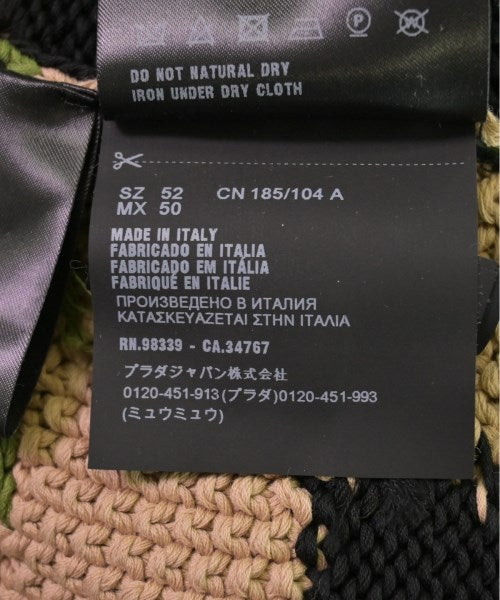 P
DO NOT NATURAL DRY
IRON UNDER DRY CLOTH
SZ 52 CN 185/104 A
MX 50
MADE IN ITALY
FABRICADO EN ITALIA
FABRICADO EM ITÁLIA
FABRIQUÉ EN ITALIE
ПРОИЗВЕДЕНО В ИТАЛИЯ
ΚΑΤΑΣΚΕΥΑΖΕΤΑΙ ΣΤΗΝ ΙΤΑΛΙΑ
RN.98339 - CA.34767
プラダジャパン株式会社
0120-451-913(プラダ)0120-451-993
(ミュウミュウ)